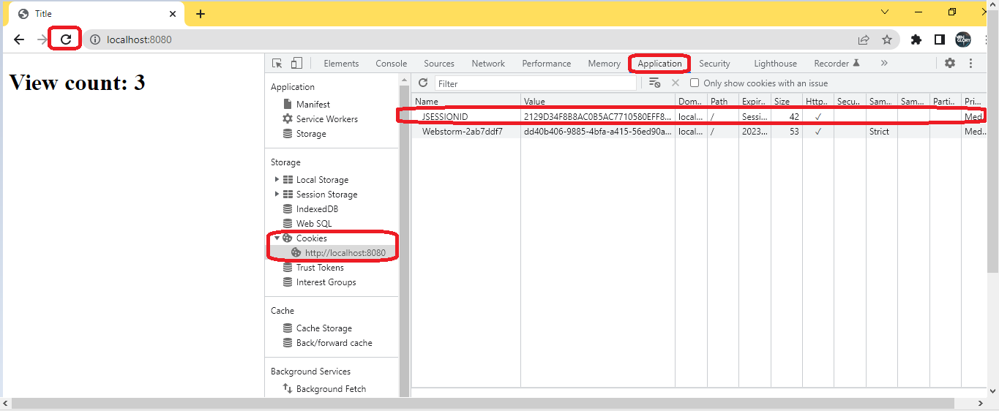 Title
localhost:8080
View count: 3
Elements Console Sources Network Performance Memory Application Security Lighthouse Recorder
Application
Manifest
Service Workers
Storage
Storage
Local Storage
Session Storage
IndexedDB
Web SQL
Cookies
http://localhost:8080
Trust Tokens
Interest Groups
Cache
Cache Storage
Back/forward cache
Background Services
Background Fetch
Filter Only show cookies with an issue
Name Value Dom... Path Expir... Size Http... Secu... Sam... Sam... Parti... Pri...
JSESSIONID 2129D34F8B8AC0B5AC7710580EFF8... local... / Sessi... 42 ✓ Med...
Webstorm-2ab7ddf7 dd40b406-9885-4bfa-a415-56ed90a... local... / 2023... 53 ✓ Strict Med...